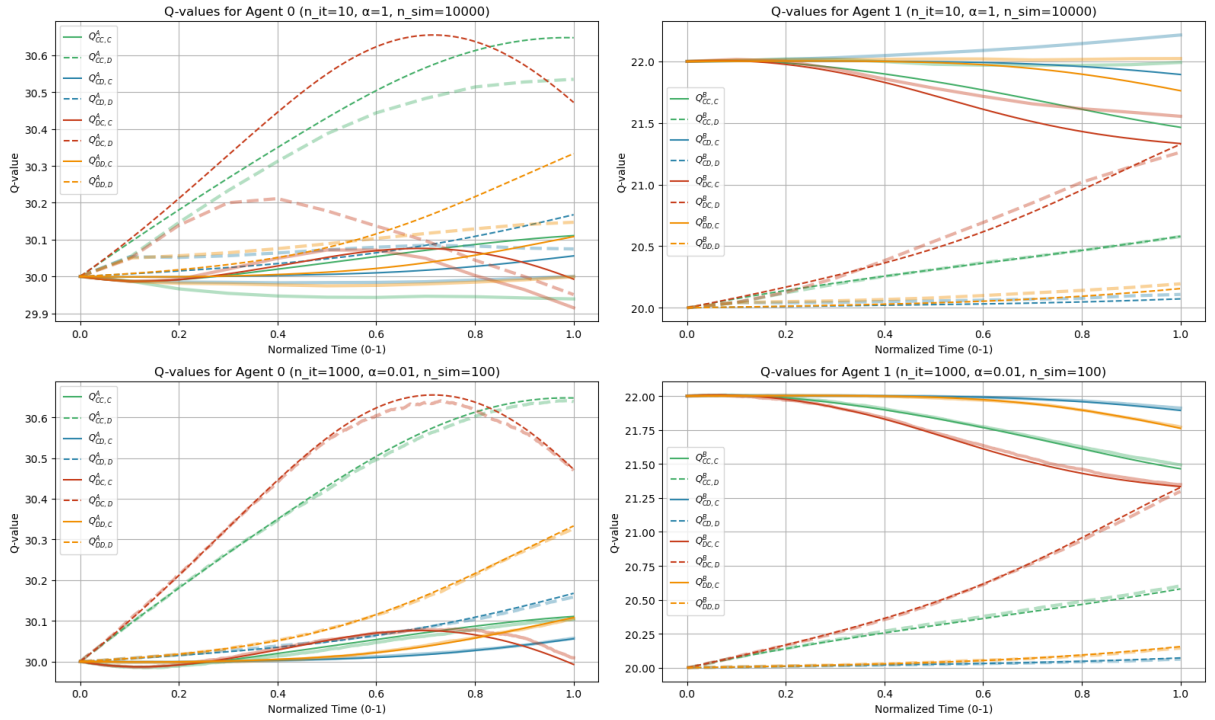 Q-values for Agent 0 (n_it=10, α=1, n_sim=10000)
Q-value
30.6
30.5
30.4
30.3
30.2
30.1
30.0
29.9
Q^A_{CC, C}
Q^A_{CC, D}
Q^A_{CD, C}
Q^A_{CD, D}
Q^A_{DC, C}
Q^A_{DC, D}
Q^A_{DD, C}
Q^A_{DD, D}
0.0 0.2 0.4 0.6 0.8 1.0
Normalized Time (0-1)
Q-values for Agent 1 (n_it=10, α=1, n_sim=10000)
Q-value
22.0
21.5
21.0
20.5
20.0
Q^B_{CC, C}
Q^B_{CC, D}
Q^B_{CD, C}
Q^B_{CD, D}
Q^B_{DC, C}
Q^B_{DC, D}
Q^B_{DD, C}
Q^B_{DD, D}
0.0 0.2 0.4 0.6 0.8 1.0
Normalized Time (0-1)
Q-values for Agent 0 (n_it=1000, α=0.01, n_sim=100)
Q-value
30.6
30.5
30.4
30.3
30.2
30.1
30.0
Q^A_{CC, C}
Q^A_{CC, D}
Q^A_{CD, C}
Q^A_{CD, D}
Q^A_{DC, C}
Q^A_{DC, D}
Q^A_{DD, C}
Q^A_{DD, D}
0.0 0.2 0.4 0.6 0.8 1.0
Normalized Time (0-1)
Q-values for Agent 1 (n_it=1000, α=0.01, n_sim=100)
Q-value
22.00
21.75
21.50
21.25
21.00
20.75
20.50
20.25
20.00
Q^B_{CC, C}
Q^B_{CC, D}
Q^B_{CD, C}
Q^B_{CD, D}
Q^B_{DC, C}
Q^B_{DC, D}
Q^B_{DD, C}
Q^B_{DD, D}
0.0 0.2 0.4 0.6 0.8 1.0
Normalized Time (0-1)